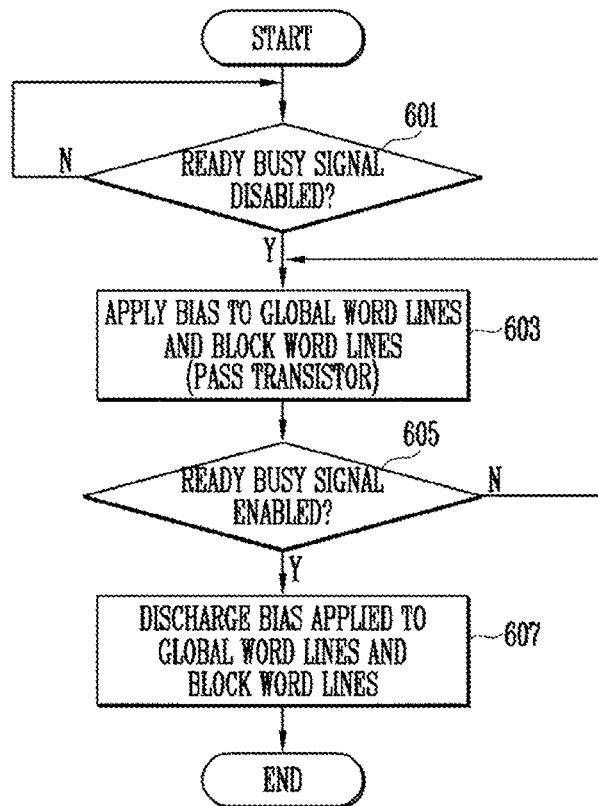 START
601
N
READY BUSY SIGNAL
DISABLED?
Y
APPLY BIAS TO GLOBAL WORD LINES
AND BLOCK WORD LINES
(PASS TRANSISTOR)
603
605
READY BUSY SIGNAL
ENABLED?
N
Y
DISCHARGE BIAS APPLIED TO
GLOBAL WORD LINES AND
BLOCK WORD LINES
607
END